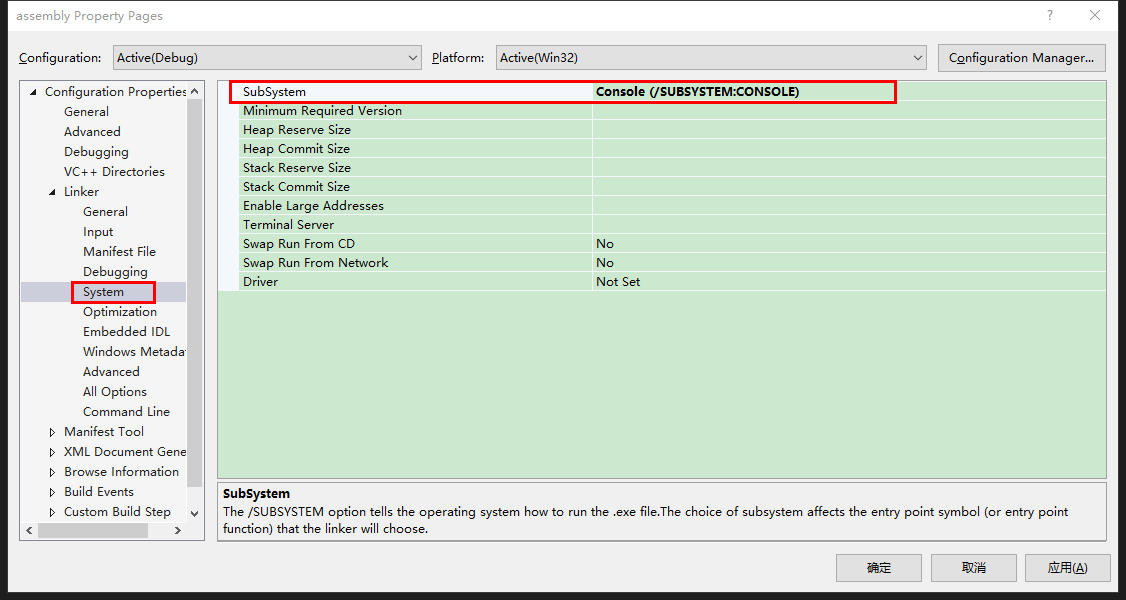 assembly Property Pages
?
Configuration: Active(Debug) Platform: Active(Win32) Configuration Manager...
Configuration Properties
General
Advanced
Debugging
VC++ Directories
Linker
General
Input
Manifest File
Debugging
System
Optimization
Embedded IDL
Windows Metada
Advanced
All Options
Command Line
Manifest Tool
XML Document Gene
Browse Information
Build Events
Custom Build Step
SubSystem Console (/SUBSYSTEM:CONSOLE)
Minimum Required Version
Heap Reserve Size
Heap Commit Size
Stack Reserve Size
Stack Commit Size
Enable Large Addresses
Terminal Server
Swap Run From CD No
Swap Run From Network No
Driver Not Set
SubSystem
The /SUBSYSTEM option tells the operating system how to run the .exe file.The choice of subsystem affects the entry point symbol (or entry point
function) that the linker will choose.
确定 取消 应用(A)